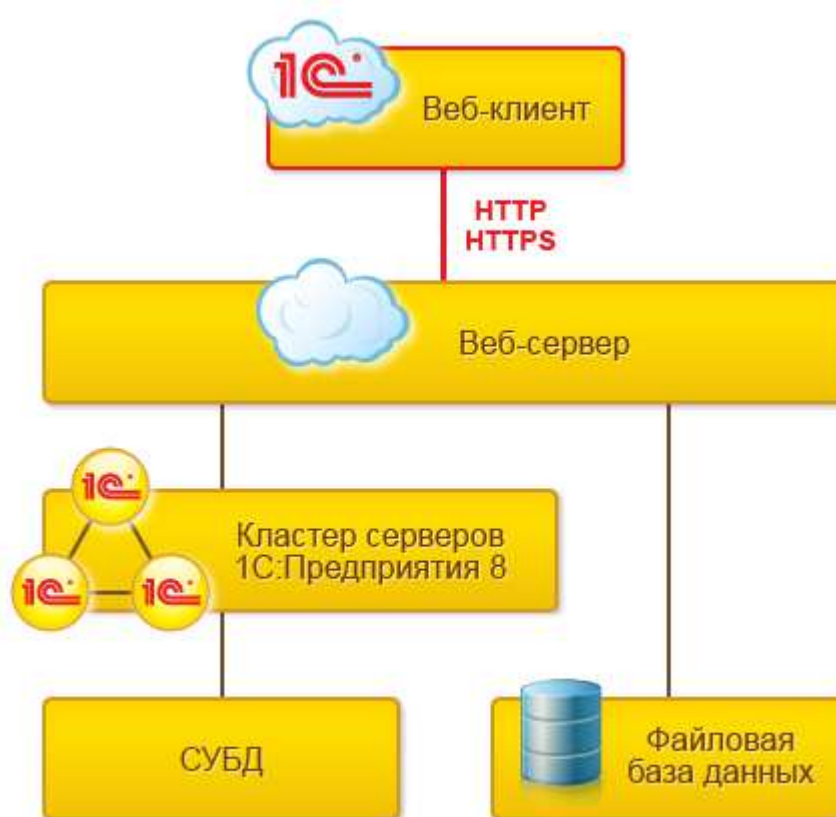 1С
Веб-клиент
HTTP
HTTPS
Веб-сервер
1С
Кластер серверов
1С:Предприятия 8
1С
1С
СУБД
Файловая
база данных